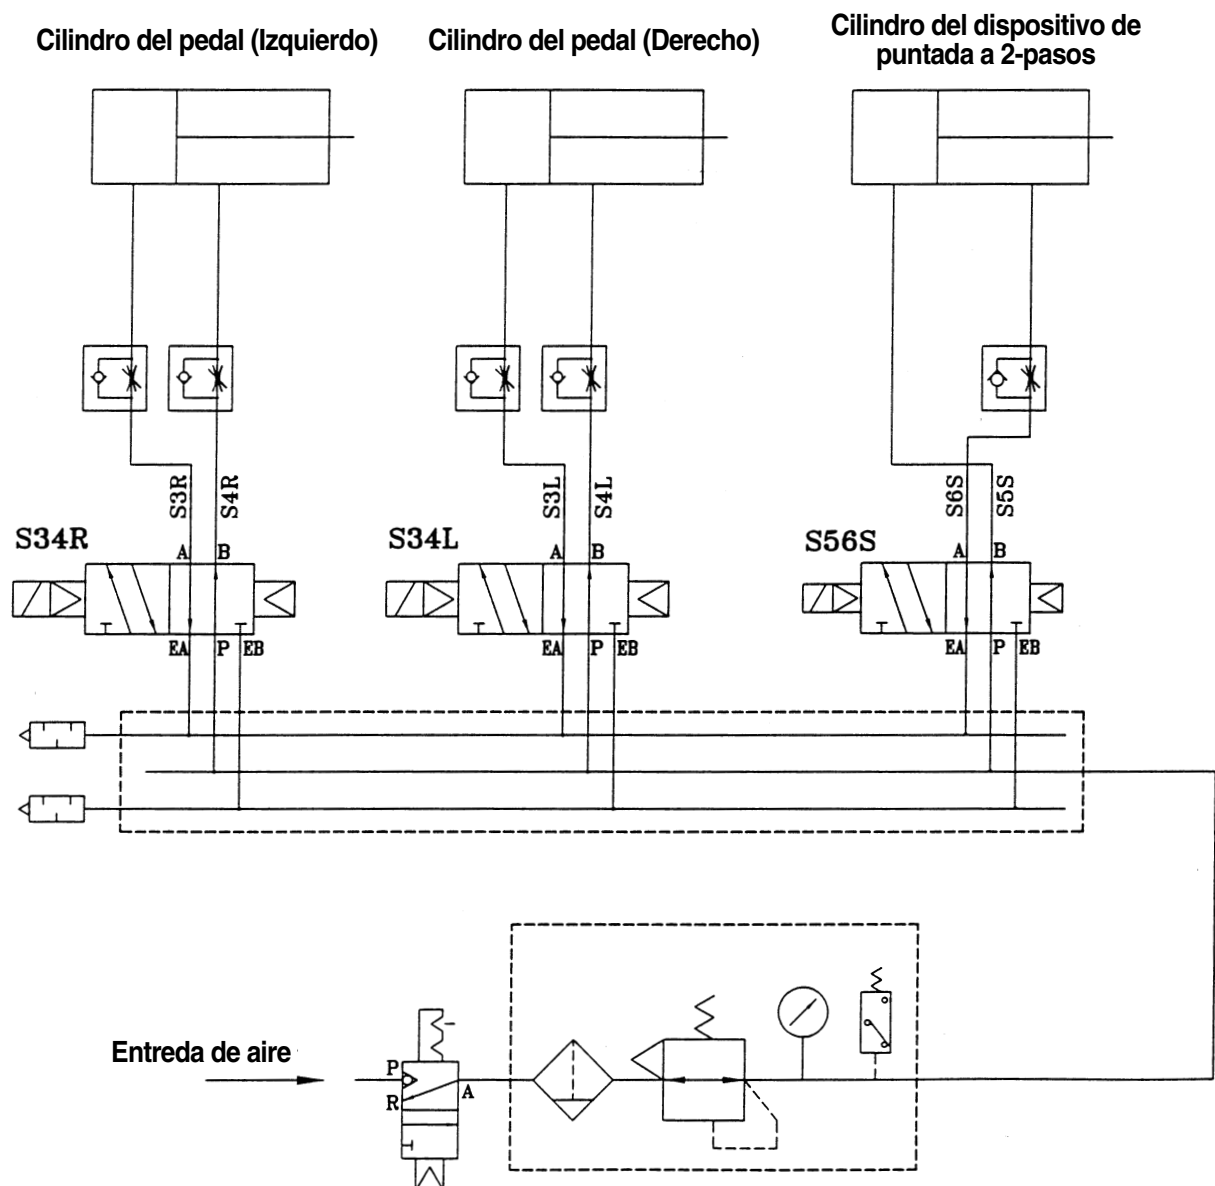 Cilindro del pedal (Izquierdo)
Cilindro del pedal (Derecho)
Cilindro del dispositivo de
puntada a 2-pasos
S3R
S4R
S3L
S4L
S6S
S5S
S34R
A
B
S34L
A
B
S56S
A
B
EA
P
EB
EA
P
EB
EA
P
EB
Entreda de aire
P
R
A